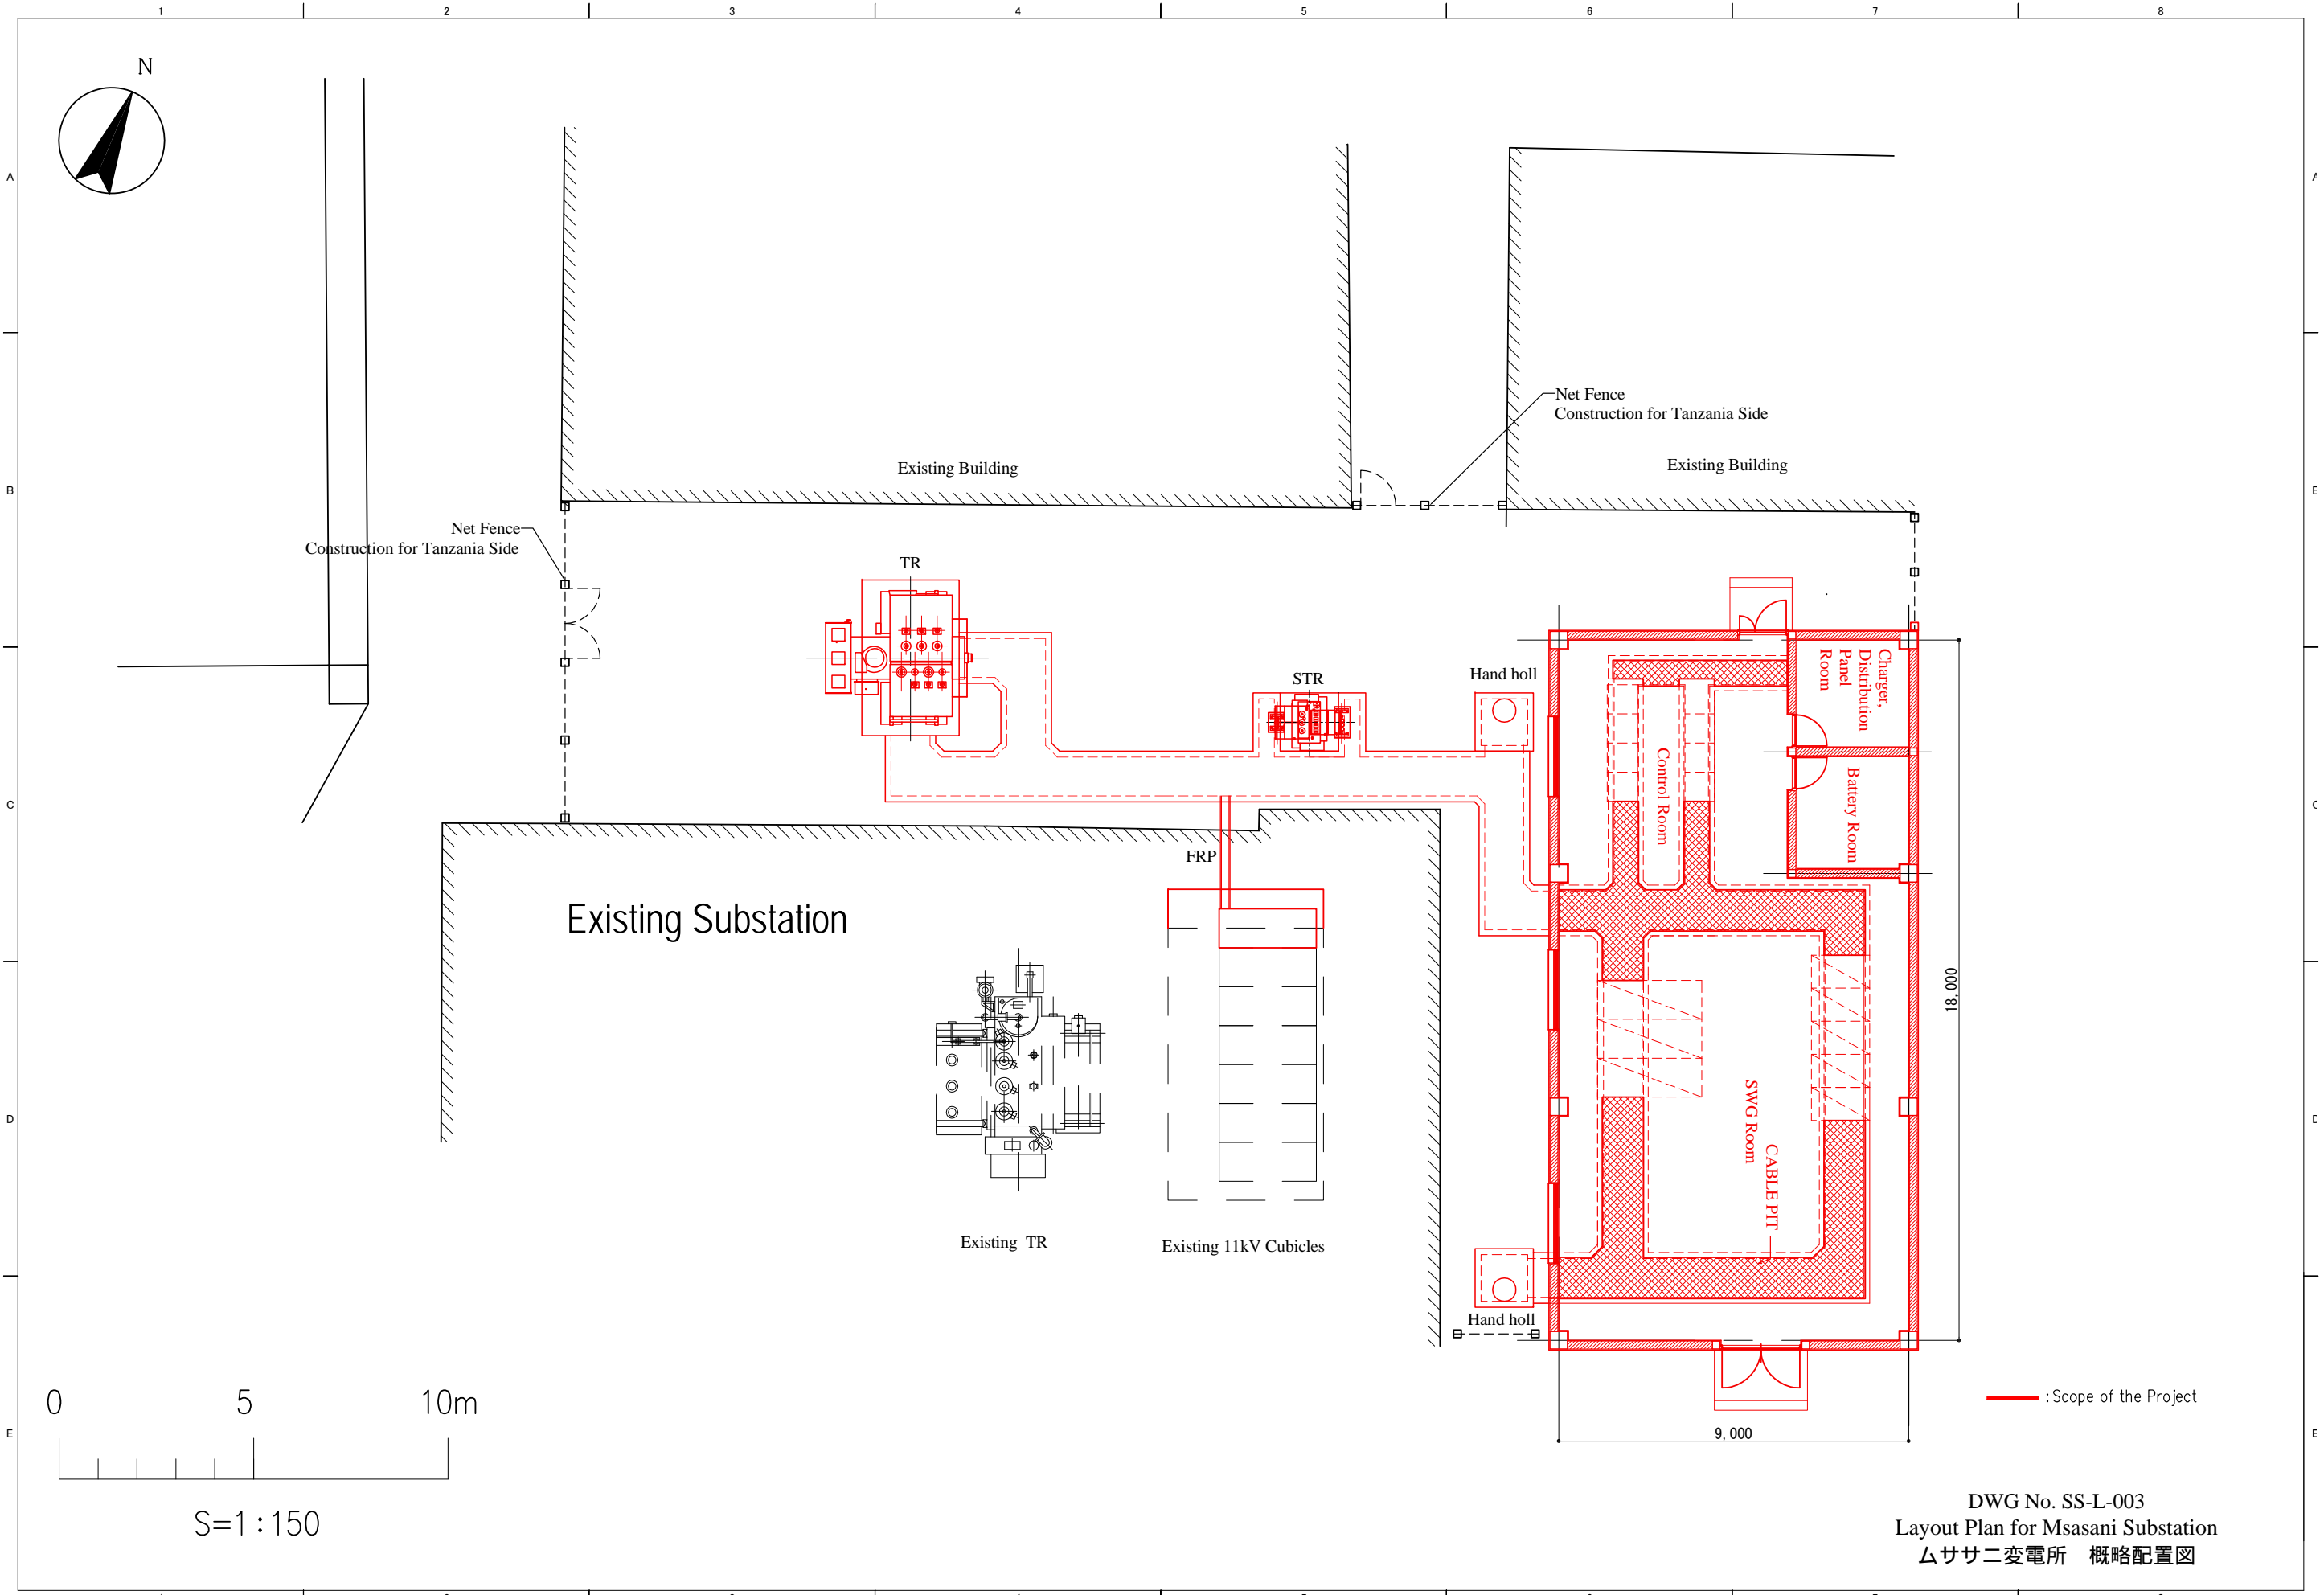 1 2 3 4 5 6 7 8
N
A
A
Net Fence
Construction for Tanzania Side
Existing Building
Existing Building
B
Net Fence
Construction for Tanzania Side
TR
STR
Hand holl
Charger,
Distribution
Panel
Room
Control Room
Battery Room
C
FRP
Existing Substation
18,000
SWG Room
CABLE PIT
D
Existing TR
Existing 11kV Cubicles
Hand holl
0 5 10m
:Scope of the Project
E
E
9,000
S=1:150
DWG No. SS-L-003
Layout Plan for Msasani Substation
ムササニ変電所 概略配置図